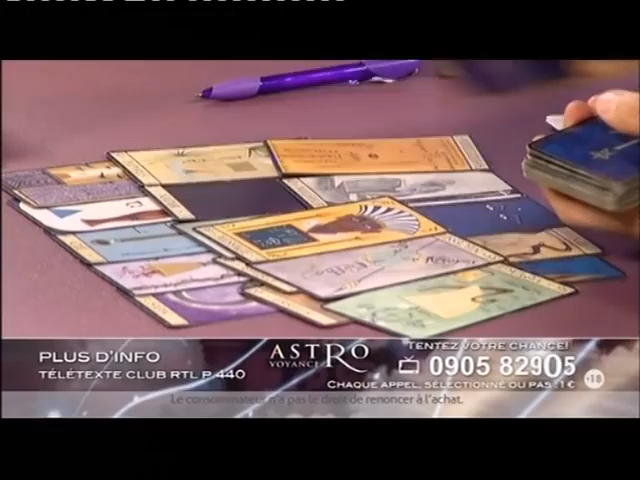 PLUS D'INFO
TÉLÉTEXTE CLUB RTL P.440
ASTRO
VOYANCE
TENTEZ VOTRE CHANCE!
0905 82905
CHAQUE APPEL, SÉLECTIONNÉ OU PAS : 1 €
+18
Le consommateur n'a pas le droit de renoncer à l'achat.